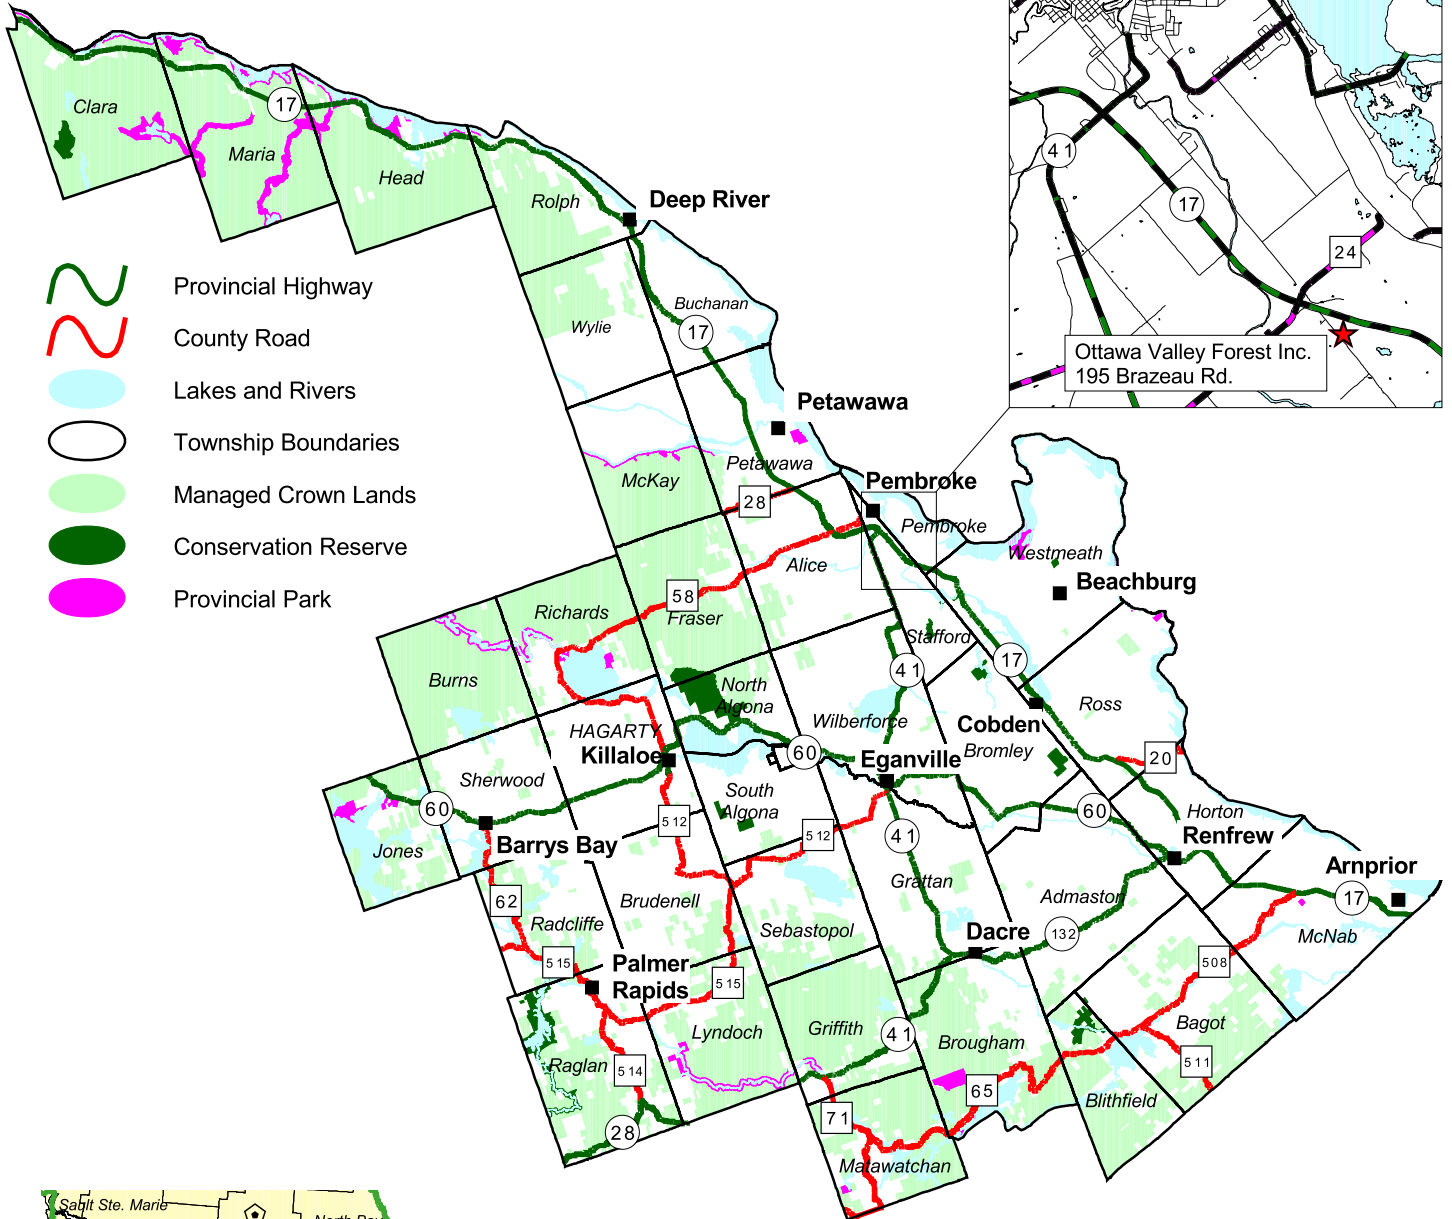 Clara
Maria
17
Head
Rolph
Deep River
Buchanan
Wylie
17
41
17
24
Ottawa Valley Forest Inc.
195 Brazeau Rd.
Provincial Highway
County Road
Lakes and Rivers
Township Boundaries
Managed Crown Lands
Conservation Reserve
Provincial Park
Petawawa
Petawawa
McKay
28
Pembroke
Pembroke
Westmeath
Alice
Beachburg
58
Fraser
Richards
Stafford
41
17
Burns
North
Algona
Wilberforce
Cobden
Ross
HAGARTY
Killaloe
60
Eganville
Bromley
20
Sherwood
South
Algona
60
512
512
41
60
Horton
Renfrew
Jones
Barrys Bay
Arnprior
62
Brudenell
Grattan
Admaston
17
Radcliffe
Sebastopol
Dacre
132
McNab
515
Palmer
Rapids
515
508
Lyndoch
Griffith
41
Brougham
Bagot
Raglan
514
511
65
Blithfield
28
71
Matawatchan
Sault Ste. Marie